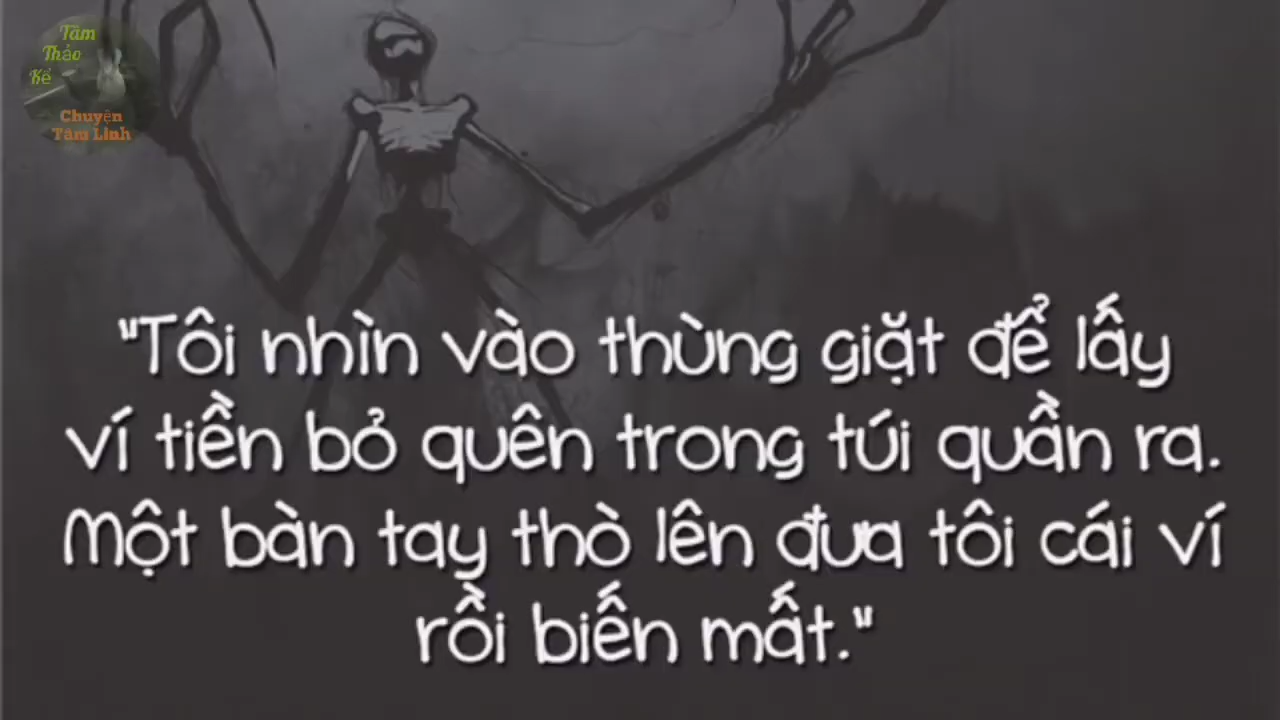 Tâm
Thảo
Kể
Chuyện
Tâm Linh
"Tôi nhìn vào thùng giặt để lấy
ví tiền bỏ quên trong túi quần ra.
Một bàn tay thò lên đưa tôi cái ví
rồi biến mất."